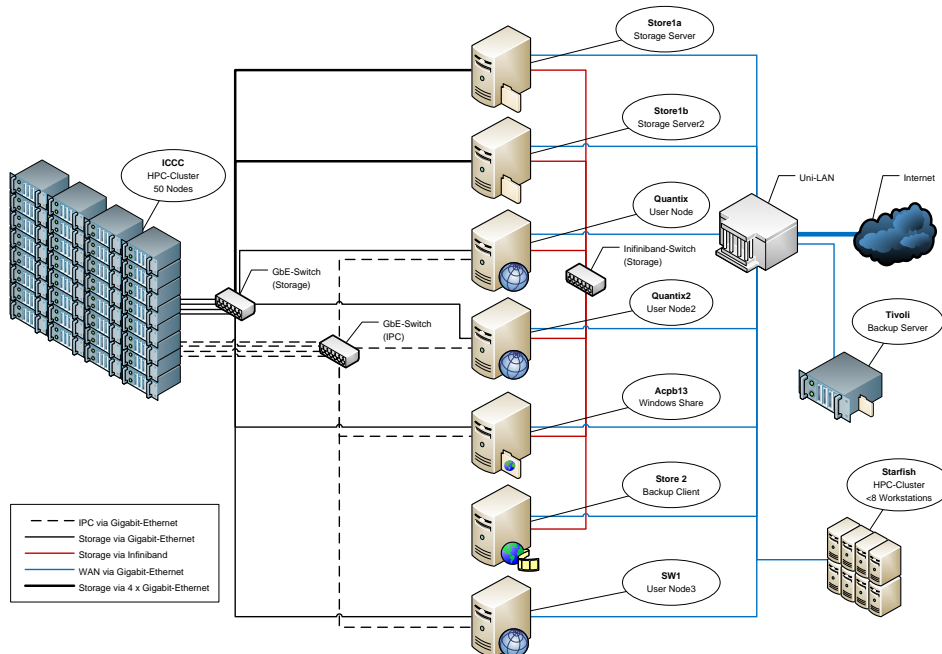 Store1a
Storage Server
Store1b
Storage Server2
ICCC
HPC-Cluster
50 Nodes
Quantix
User Node
Uni-LAN
Internet
Inifiniband-Switch
(Storage)
GbE-Switch
(Storage)
Quantix2
User Node2
GbE-Switch
(IPC)
Tivoli
Backup Server
Acpb13
Windows Share
Store 2
Backup Client
Starfish
HPC-Cluster
<8 Workstations
IPC via Gigabit-Ethernet
Storage via Gigabit-Ethernet
Storage via Infiniband
WAN via Gigabit-Ethernet
Storage via 4 x Gigabit-Ethernet
SW1
User Node3